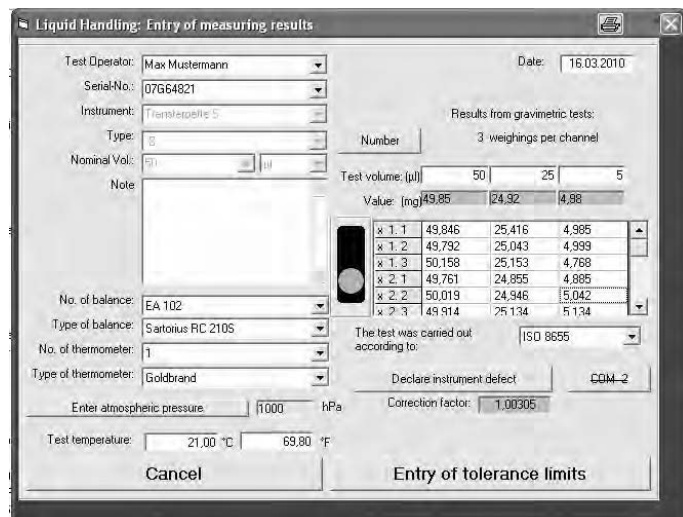 Liquid Handling: Entry of measuring results
Test Operator: Max Mustermann
Date: 16.03.2010
Serial-No.: 07G64821
Instrument: Transferpette S
Results from gravimetric tests:
Type: 8
Number
3 weighings per channel
Nominal Vol.: 50 µl
Test volume: (µl) 50 25 5
Note
Value: (mg) 49,85 24,92 4,98
x 1. 1 49,846 25,416 4,985
x 1. 2 49,792 25,043 4,999
x 1. 3 50,158 25,153 4,768
x 2. 1 49,761 24,855 4,885
x 2. 2 50,019 24,946 5,042
x 2. 3 49,914 25,134 5,134
No. of balance: EA 102
Type of balance: Sartorius RC 210S
The test was carried out
according to:
ISO 8655
No. of thermometer: 1
Type of thermometer: Goldbrand
Declare instrument defect
COM-2
Enter atmospheric pressure 1000 hPa
Correction factor: 1,00305
Test temperature: 21,00 °C 69,80 °F
Cancel
Entry of tolerance limits